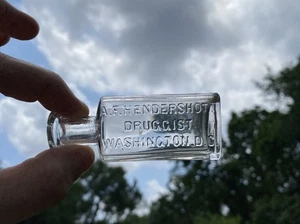 A.F. HENDERSHOT
DRUGGIST
WASHINGTON, D.C.